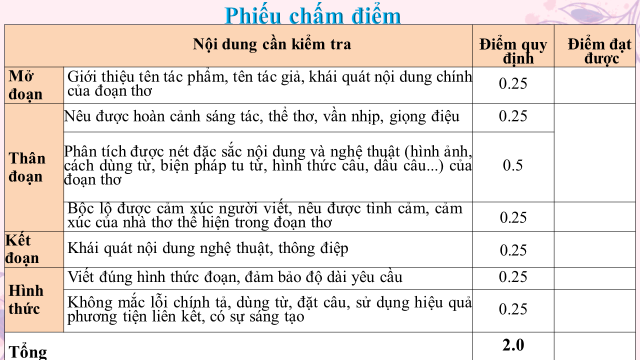 Phiếu chấm điểm
Nội dung cần kiểm tra
Điểm quy
định
Điểm đạt
được
Mở
đoạn
Giới thiệu tên tác phẩm, tên tác giả, khái quát nội dung chính
của đoạn thơ
0.25
Thân
đoạn
Nêu được hoàn cảnh sáng tác, thể thơ, vần nhịp, giọng điệu
0.25
Phân tích được nét đặc sắc nội dung và nghệ thuật (hình ảnh,
cách dùng từ, biện pháp tu từ, hình thức câu, dấu câu...) của
đoạn thơ
0.5
Bộc lộ được cảm xúc người viết, nêu được tình cảm, cảm
xúc của nhà thơ thể hiện trong đoạn thơ
0.25
Kết
đoạn
Khái quát nội dung nghệ thuật, thông điệp
0.25
Hình
thức
Viết đúng hình thức đoạn, đảm bảo độ dài yêu cầu
0.25
Không mắc lỗi chính tả, dùng từ, đặt câu, sử dụng hiệu quả
phương tiện liên kết, có sự sáng tạo
0.25
Tổng
2.0